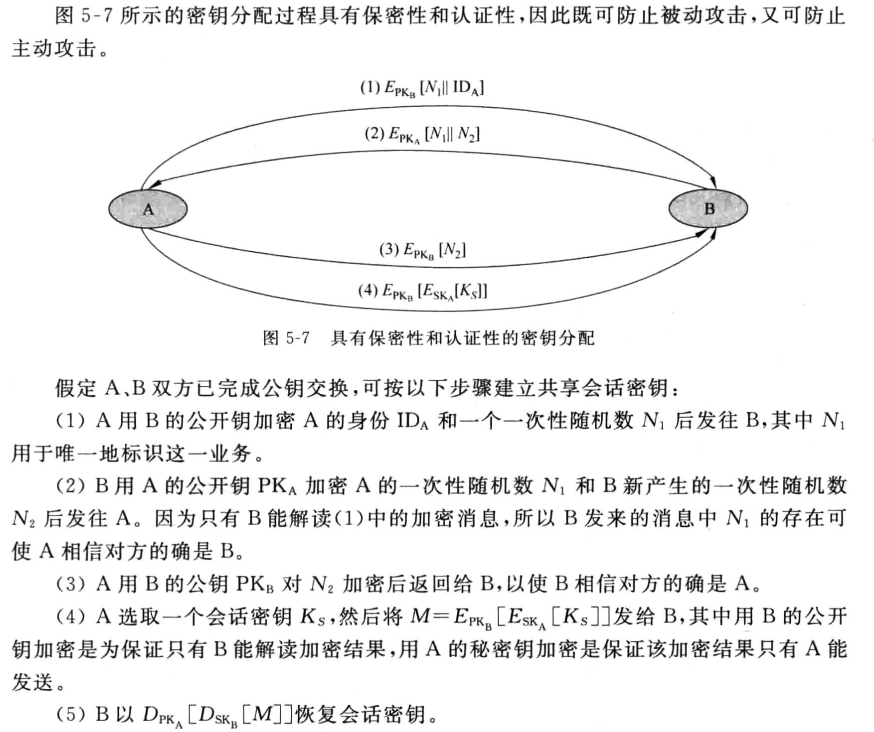 图 5-7 所示的密钥分配过程具有保密性和认证性,因此既可防止被动攻击,又可防止
主动攻击。
(1) E_{PK_B} [N_1‖ ID_A]
(2) E_{PK_A} [N_1‖ N_2]
A
B
(3) E_{PK_B} [N_2]
(4) E_{PK_B} [E_{SK_A}[K_S]]
图 5-7 具有保密性和认证性的密钥分配
假定 A、B 双方已完成公钥交换,可按以下步骤建立共享会话密钥:
(1) A 用 B 的公开钥加密 A 的身份 ID_A 和一个一次性随机数 N_1 后发往 B,其中 N_1
用于唯一地标识这一业务。
(2) B 用 A 的公开钥 PK_A 加密 A 的一次性随机数 N_1 和 B 新产生的一次性随机数
N_2 后发往 A。因为只有 B 能解读(1)中的加密消息,所以 B 发来的消息中 N_1 的存在可
使 A 相信对方的确是 B。
(3) A 用 B 的公钥 PK_B 对 N_2 加密后返回给 B,以使 B 相信对方的确是 A。
(4) A 选取一个会话密钥 K_S,然后将 M=E_{PK_B}[E_{SK_A}[K_S]]发给 B,其中用 B 的公开
钥加密是为保证只有 B 能解读加密结果,用 A 的秘密钥加密是保证该加密结果只有 A 能
发送。
(5) B 以 D_{PK_A}[D_{SK_B}[M]]恢复会话密钥。